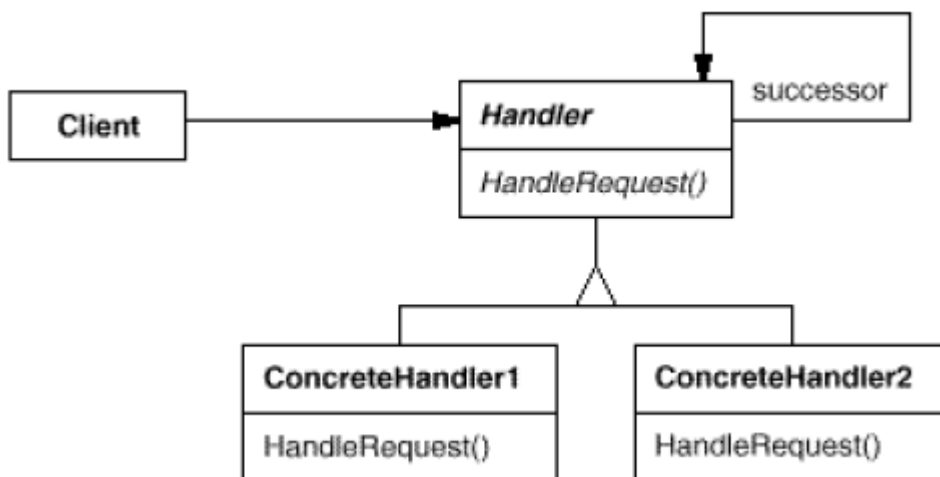 successor
Client
Handler
HandleRequest()
ConcreteHandler1
ConcreteHandler2
HandleRequest()
HandleRequest()